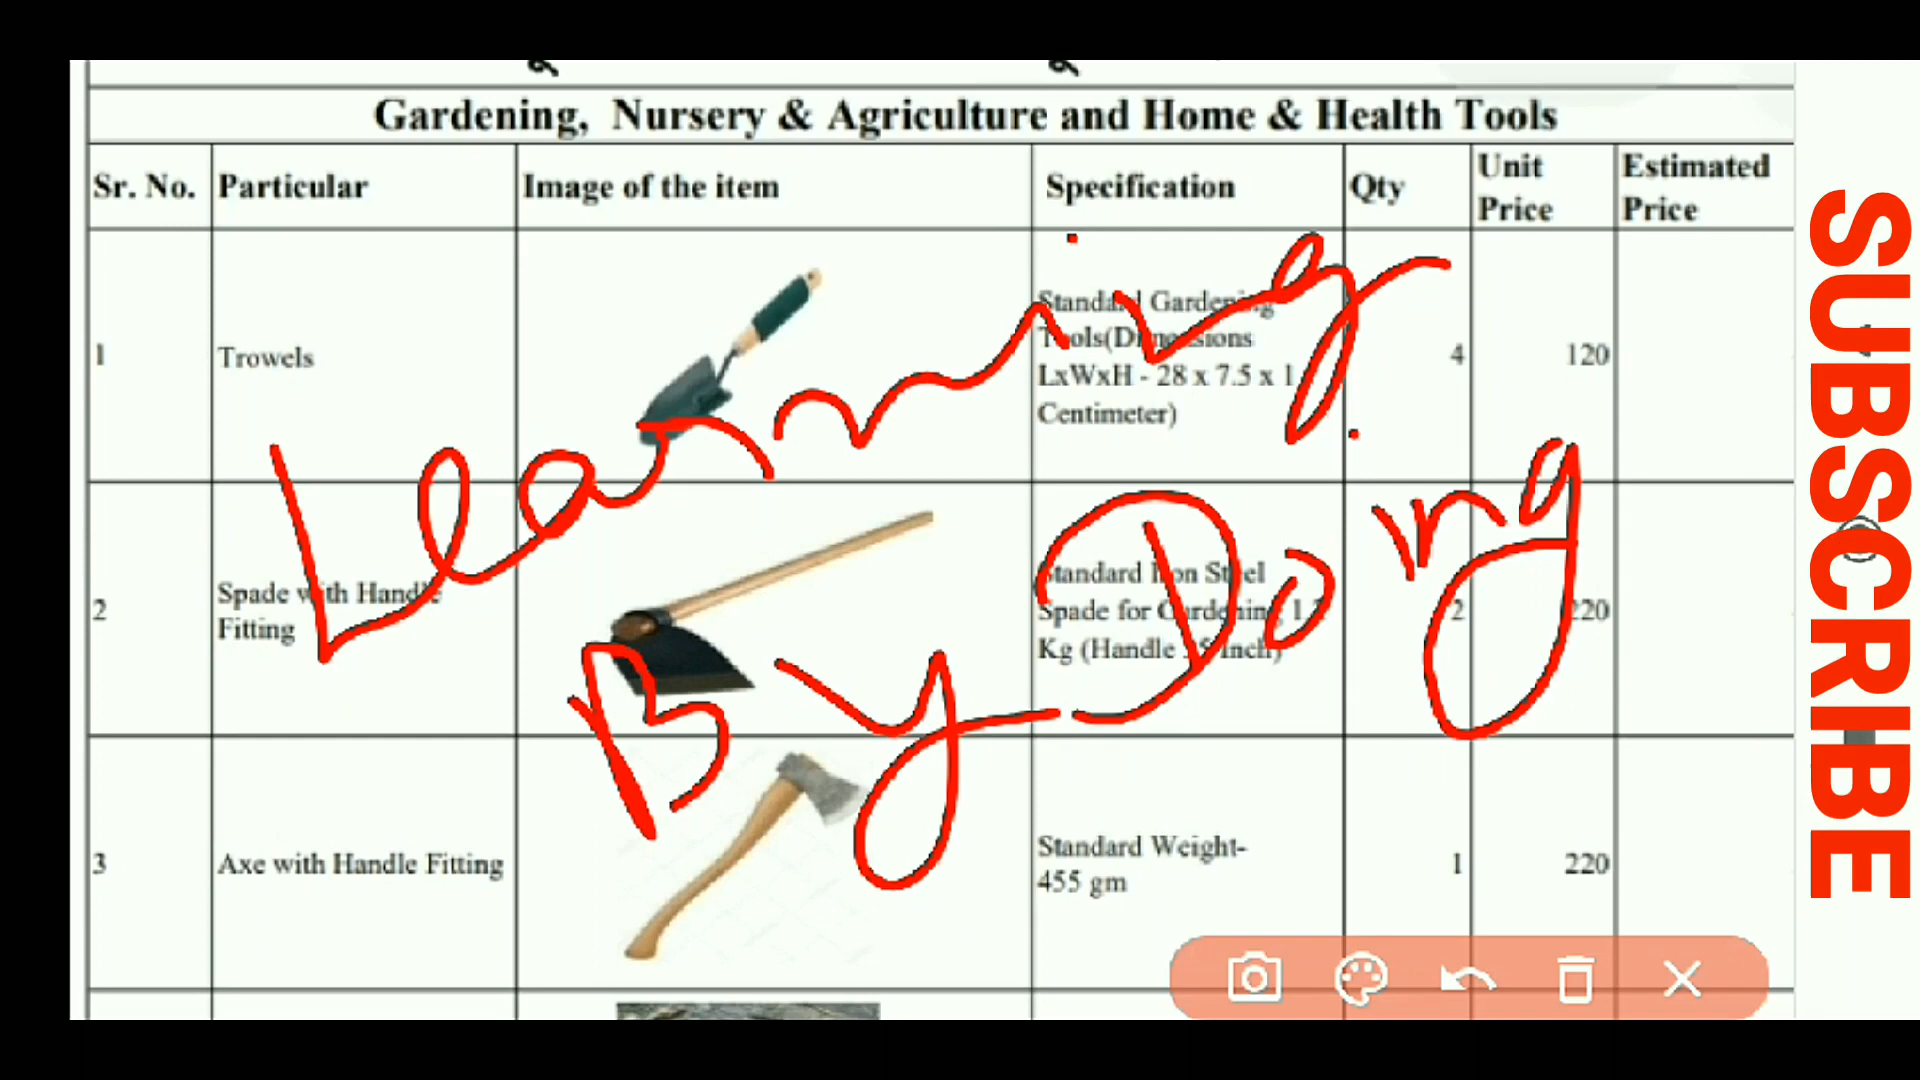 Gardening, Nursery & Agriculture and Home & Health Tools
Sr. No. Particular Image of the item Specification Qty Unit Price Estimated Price
1 Trowels Standard Gardening Tools(Dimensions LxWxH - 28 x 7.5 x 1 Centimeter) 4 120
2 Spade with Handle Fitting Standard Iron Steel Spade for Gardening Kg (Handle Inch) 2 220
3 Axe with Handle Fitting Standard Weight- 455 gm 1 220
Learning
By Doing
SUBSCRIBE